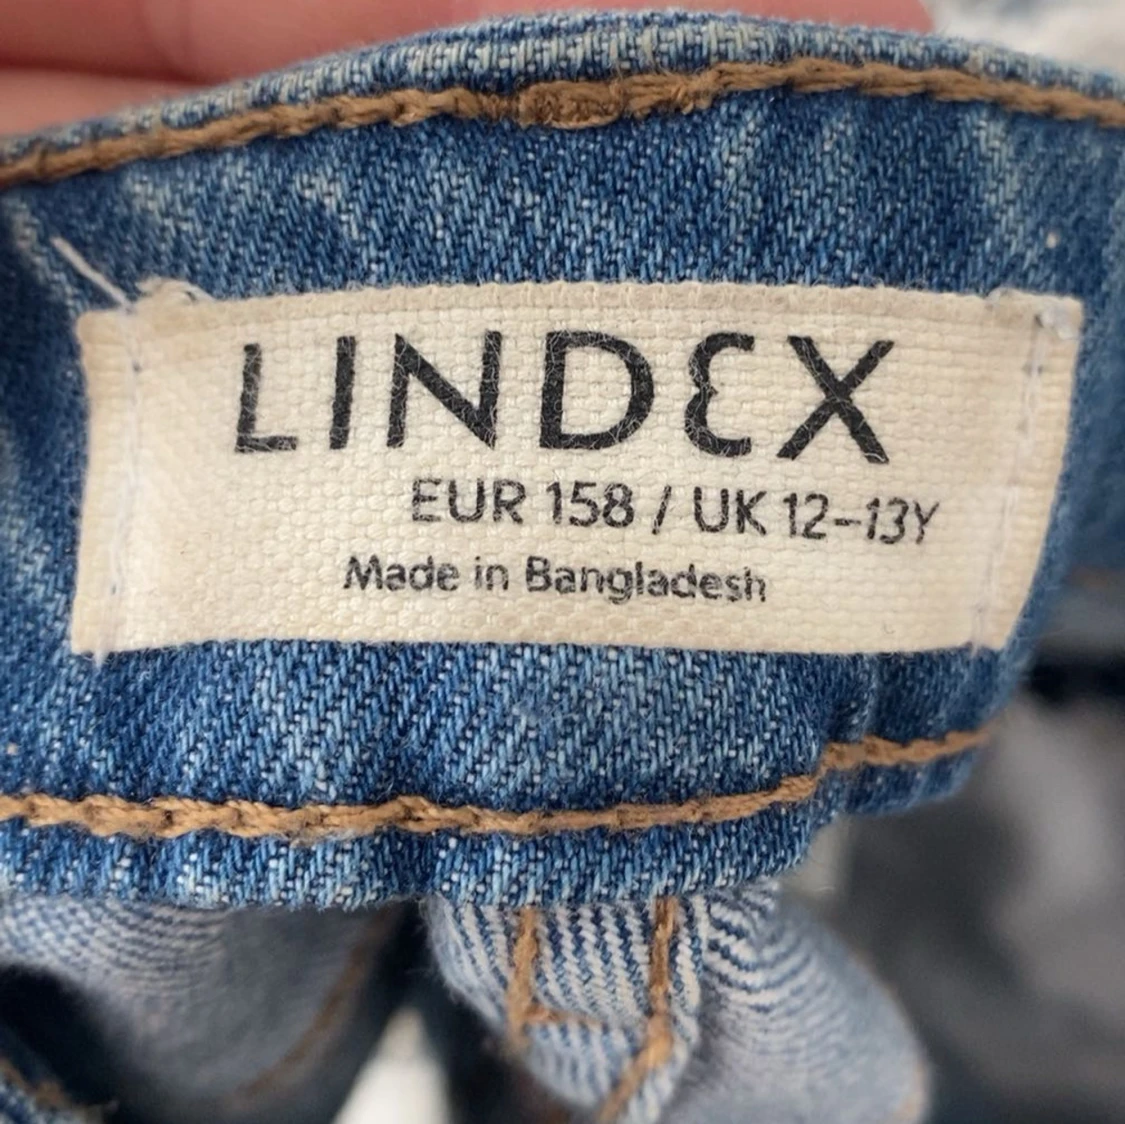 LINDEX
EUR 158 / UK 12-13Y
Made in Bangladesh